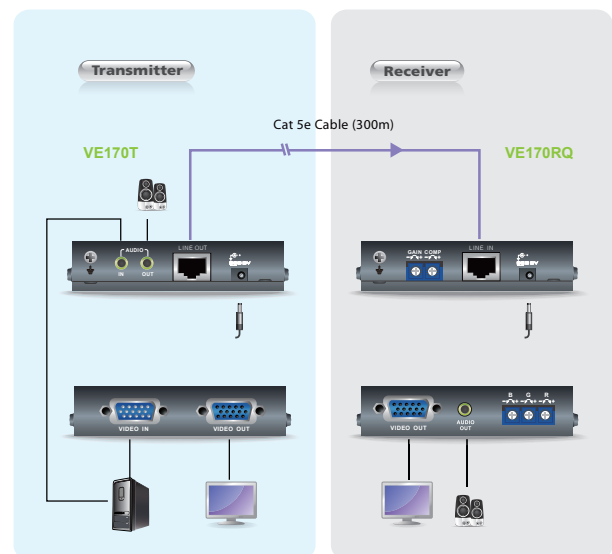 Transmitter
Receiver
Cat 5e Cable (300m)
VE170T
VE170RQ
AUDIO
IN
OUT
LINE OUT
GAIN COMP
LINE IN
VIDEO IN
VIDEO OUT
VIDEO OUT
AUDIO
OUT
B G R